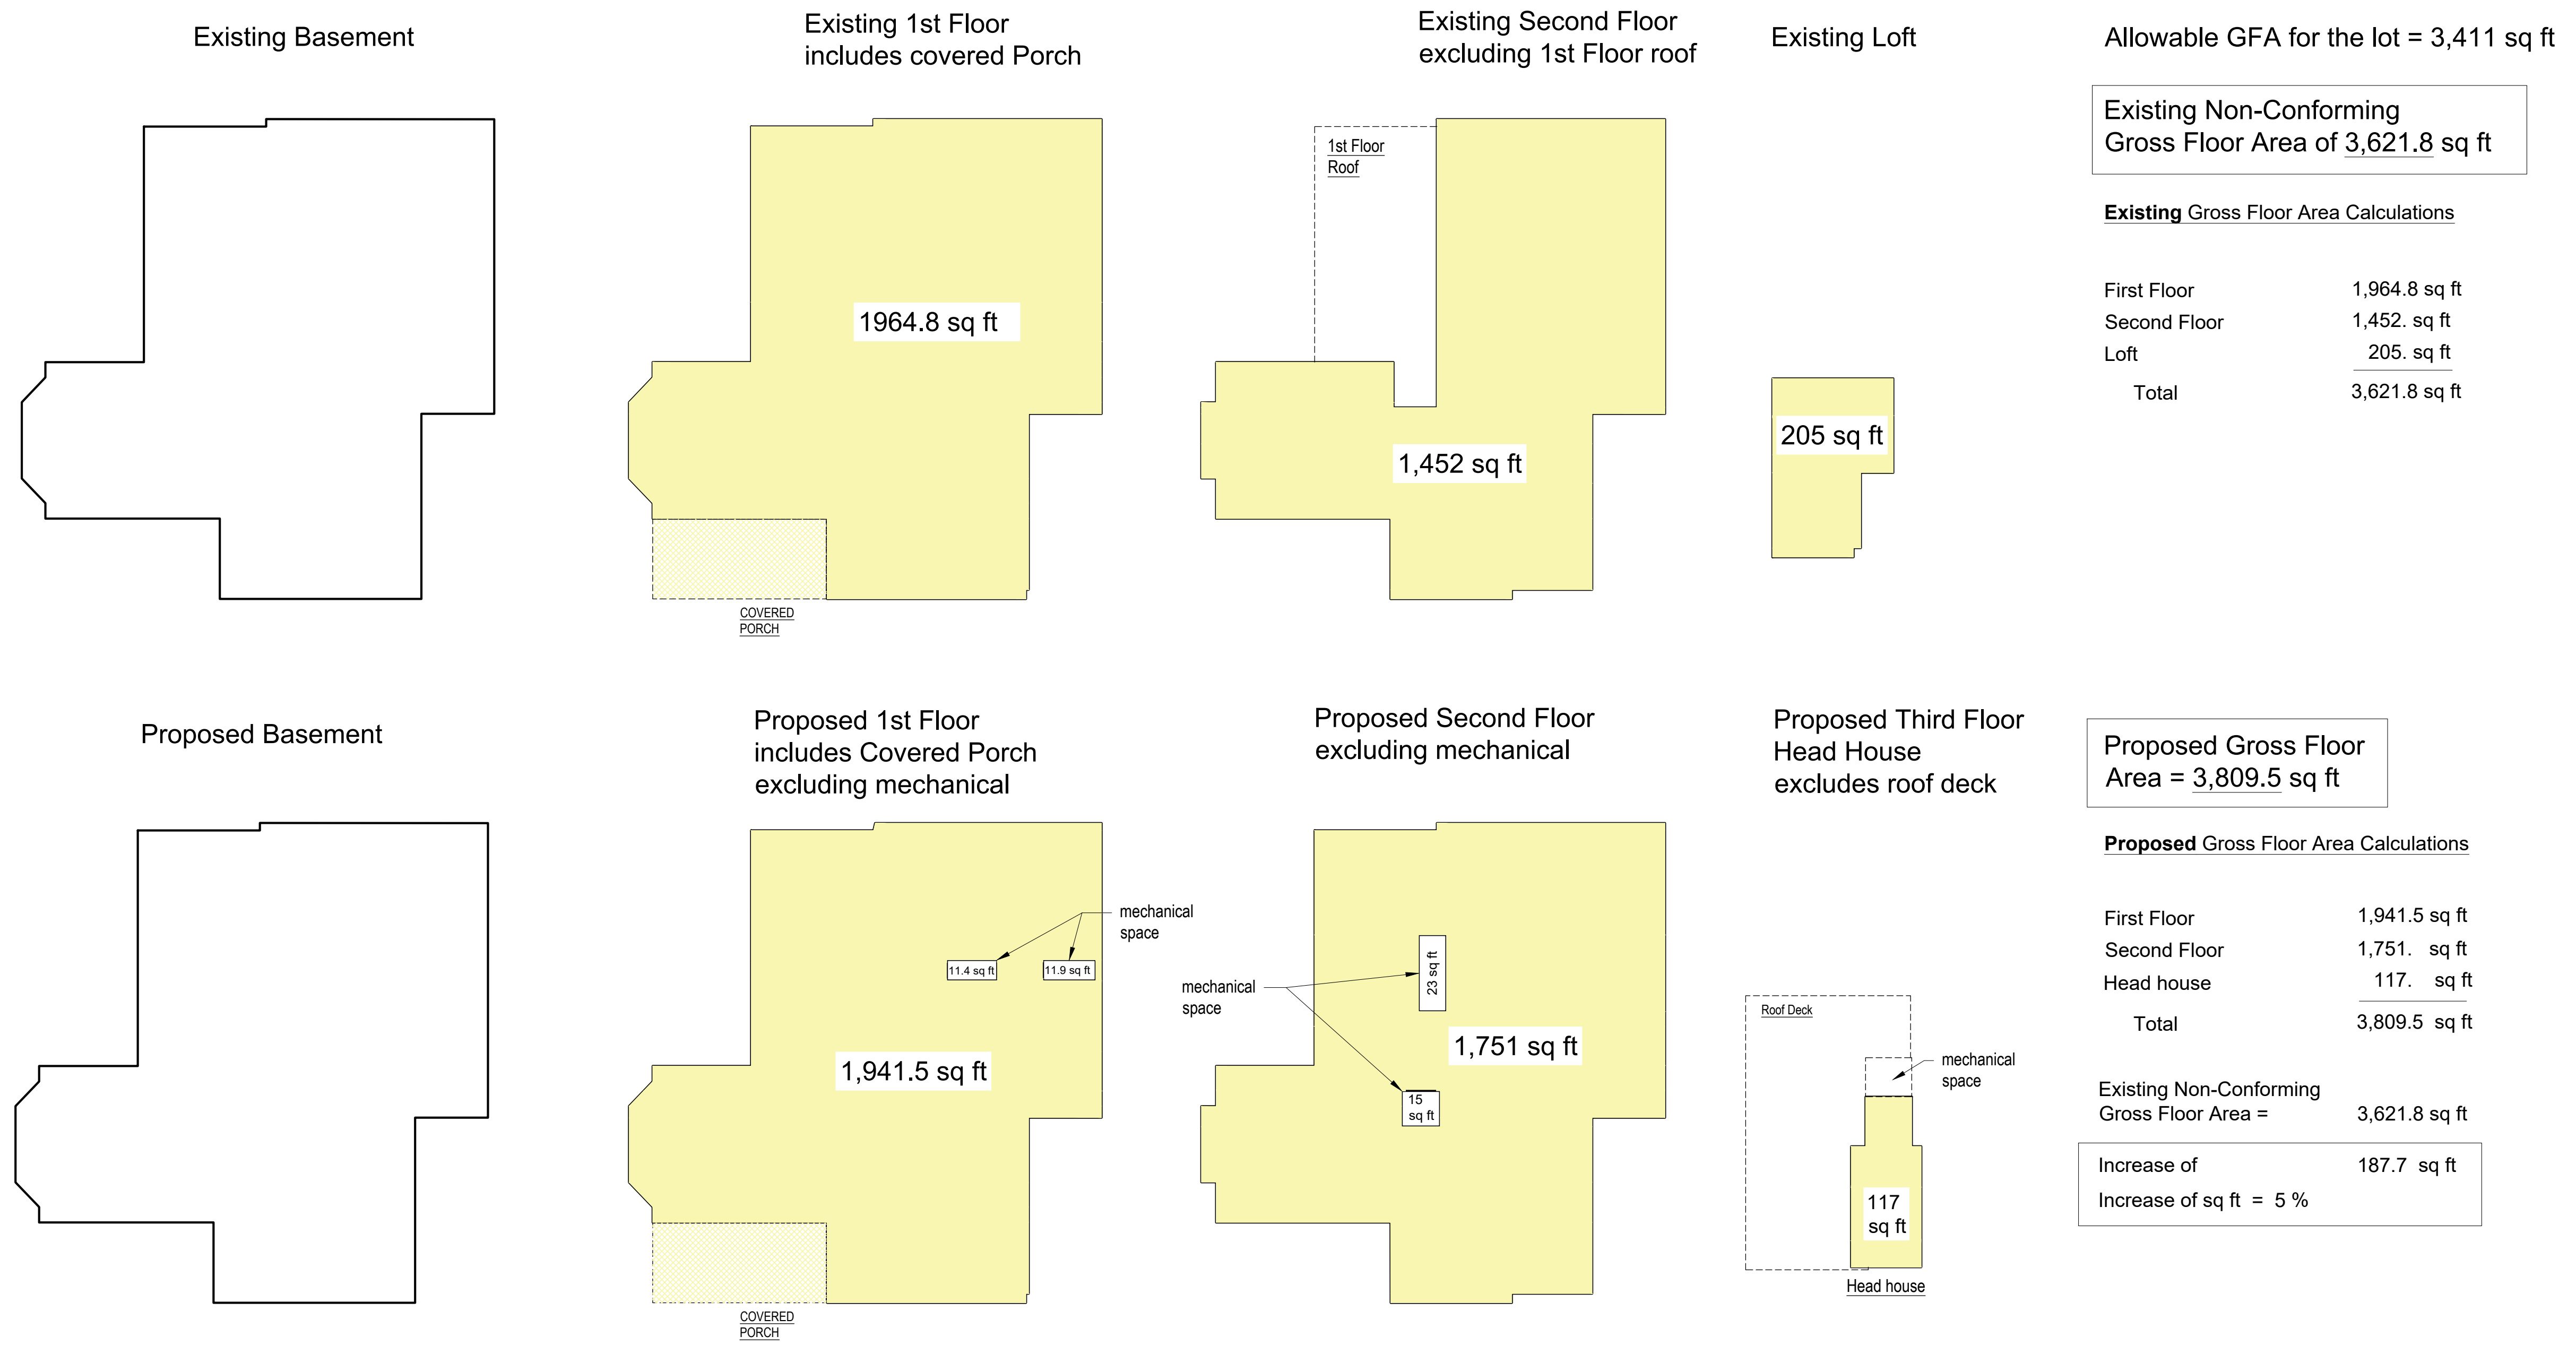 Existing Basement
Existing 1st Floor
includes covered Porch
Existing Second Floor
excluding 1st Floor roof
Existing Loft
Allowable GFA for the lot = 3,411 sq ft
Existing Non-Conforming
Gross Floor Area of 3,621.8 sq ft
Existing Gross Floor Area Calculations
First Floor 1,964.8 sq ft
Second Floor 1,452. sq ft
Loft 205. sq ft
Total 3,621.8 sq ft
1964.8 sq ft
COVERED
PORCH
1st Floor
Roof
1,452 sq ft
205 sq ft
Proposed Basement
Proposed 1st Floor
includes Covered Porch
excluding mechanical
Proposed Second Floor
excluding mechanical
Proposed Third Floor
Head House
excludes roof deck
Proposed Gross Floor
Area = 3,809.5 sq ft
Proposed Gross Floor Area Calculations
First Floor 1,941.5 sq ft
Second Floor 1,751. sq ft
Head house 117. sq ft
Total 3,809.5 sq ft
Existing Non-Conforming
Gross Floor Area = 3,621.8 sq ft
Increase of 187.7 sq ft
Increase of sq ft = 5 %
mechanical
space
11.4 sq ft
11.9 sq ft
1,941.5 sq ft
COVERED
PORCH
mechanical
space
23 sq ft
1,751 sq ft
15
sq ft
Roof Deck
mechanical
space
117
sq ft
Head house